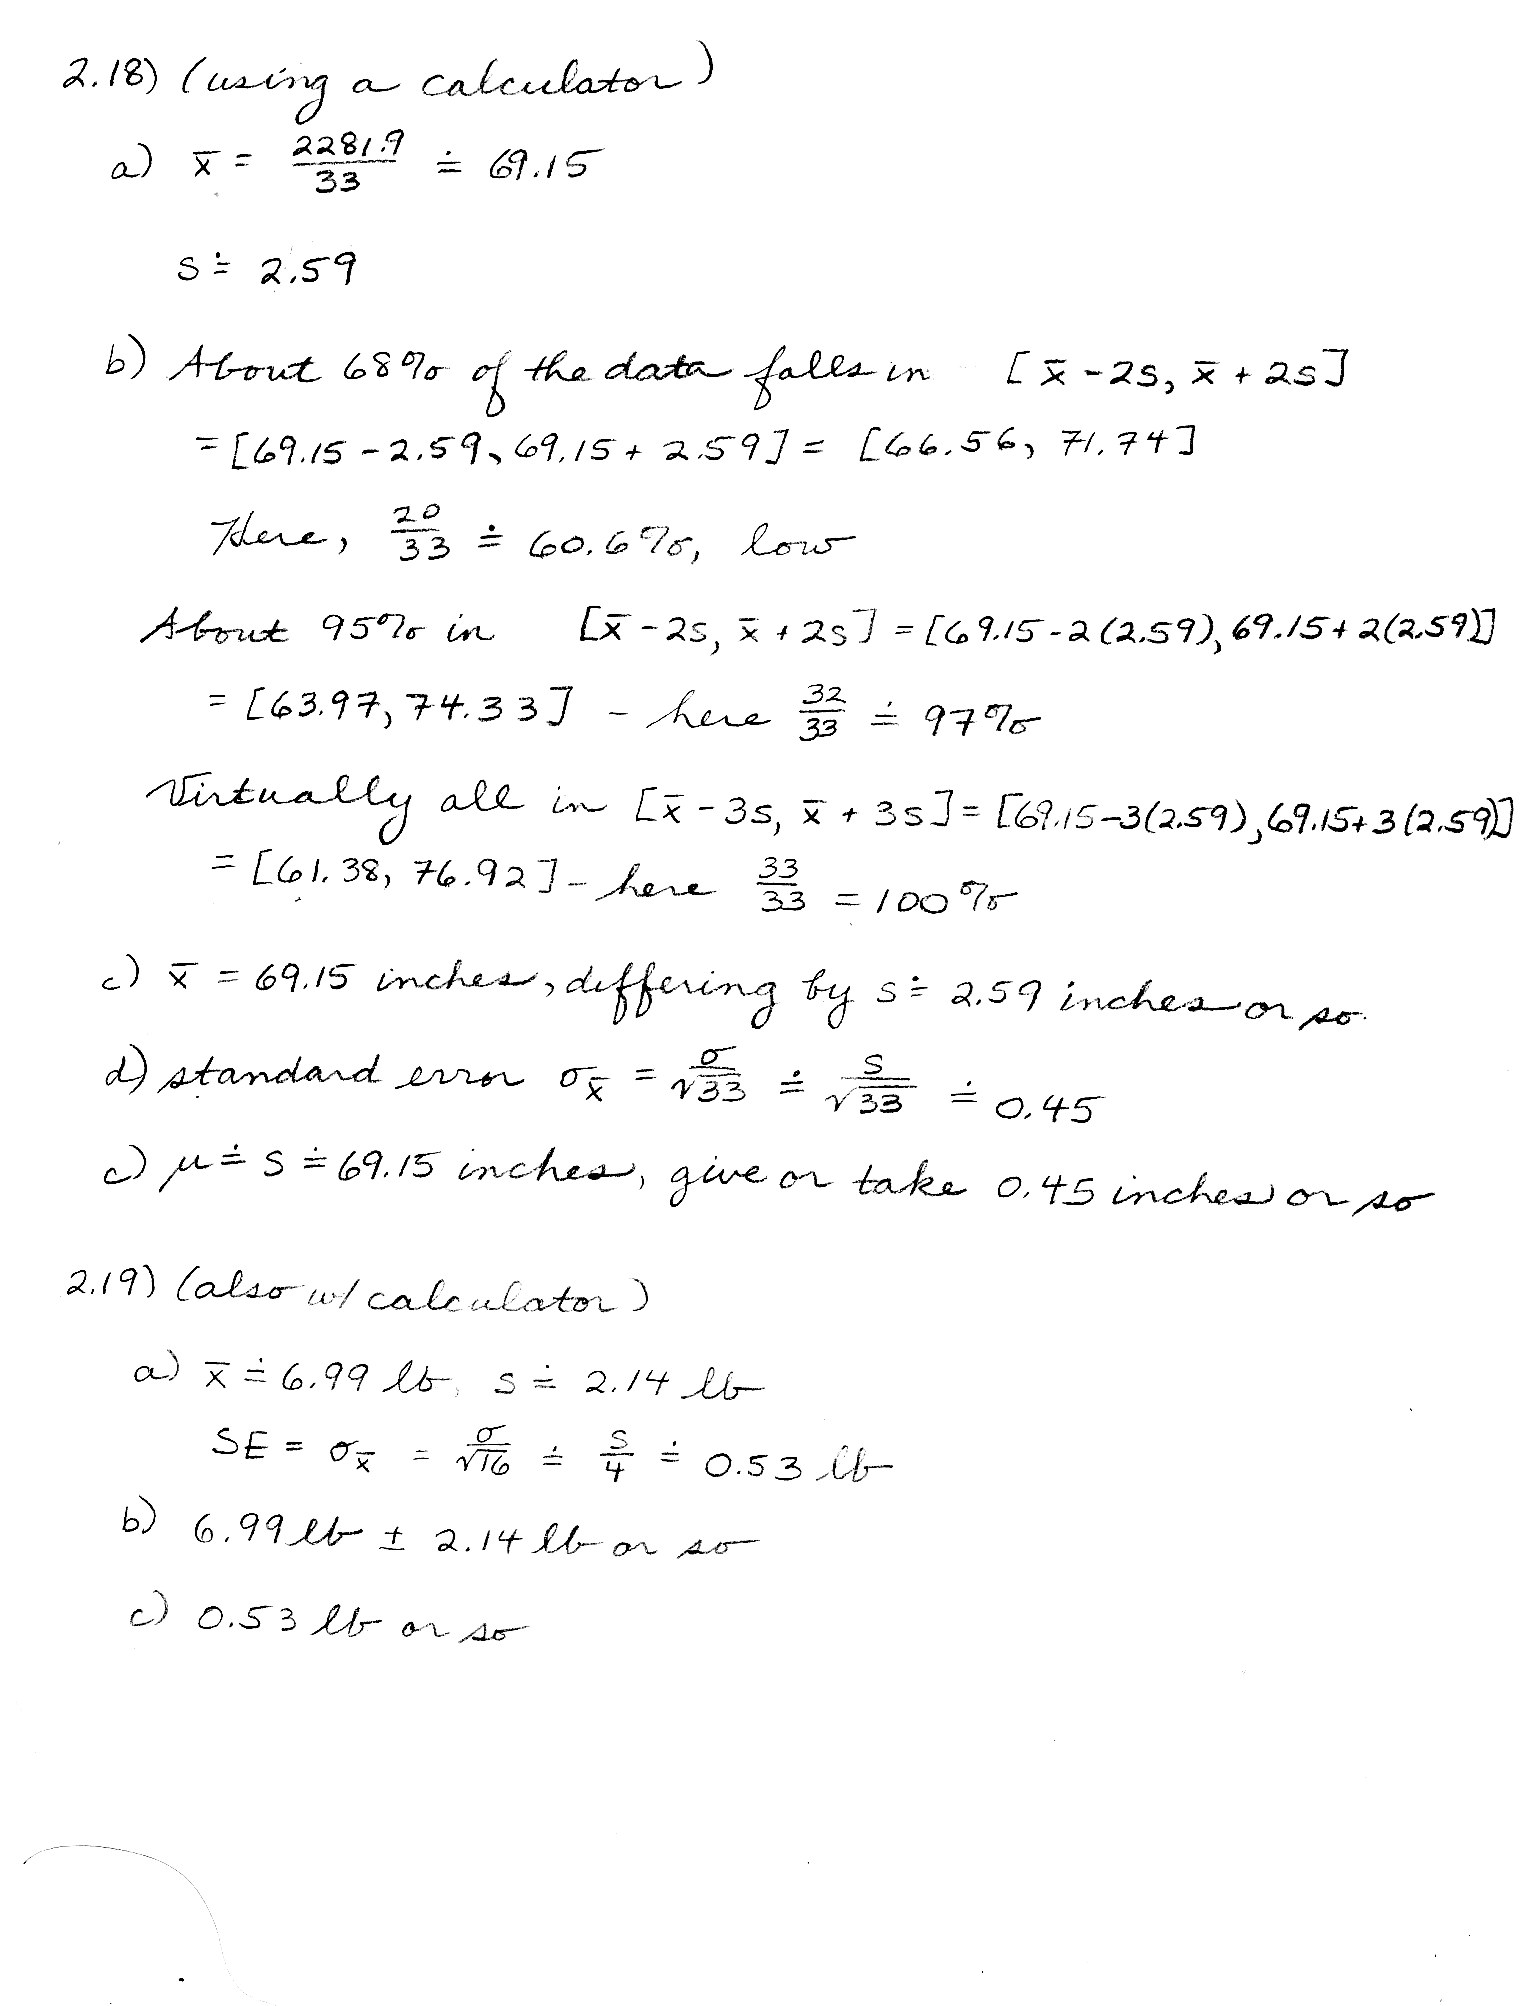 2.18) (using a calculator)
a) x̄ = 2281.9/33 ≐ 69.15
s ≐ 2.59
b) About 68% of the data falls in [x̄ - 2s, x̄ + 2s]
= [69.15 - 2.59, 69.15 + 2.59] = [66.56, 71.74]
Here, 20/33 ≐ 60.6%, low
About 95% in [x̄ - 2s, x̄ + 2s] = [69.15 - 2(2.59), 69.15 + 2(2.59)]
= [63.97, 74.33] - here 32/33 ≐ 97%
Virtually all in [x̄ - 3s, x̄ + 3s] = [69.15 - 3(2.59), 69.15 + 3(2.59)]
= [61.38, 76.92] - here 33/33 = 100%
c) x̄ = 69.15 inches, differing by s ≐ 2.59 inches or so.
d) standard error σx̄ = σ/√33 ≐ s/√33 ≐ 0.45
c) μ ≐ s ≐ 69.15 inches, give or take 0.45 inches or so
2.19) (also w/ calculator)
a) x̄ ≐ 6.99 lb, s ≐ 2.14 lb
SE = σx̄ = σ/√16 ≐ s/4 ≐ 0.53 lb
b) 6.99 lb ± 2.14 lb or so
c) 0.53 lb or so